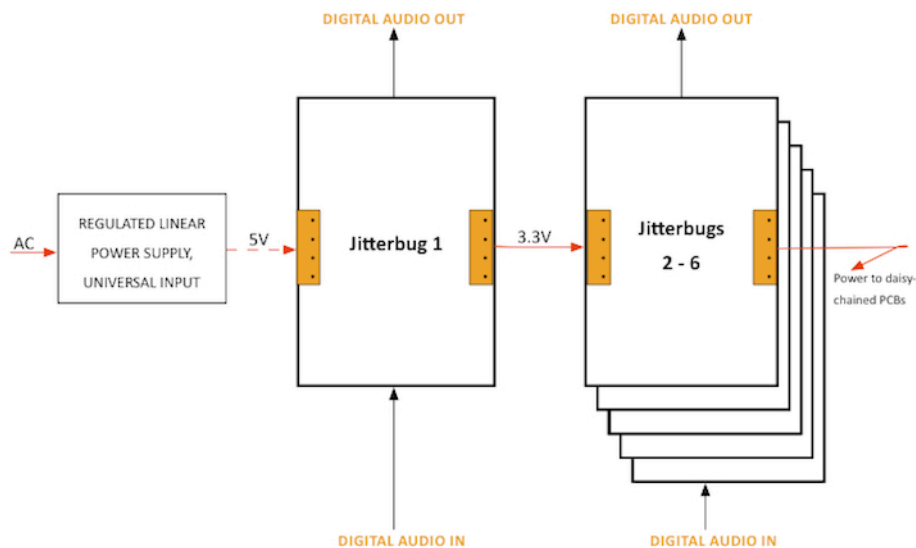 DIGITAL AUDIO OUT
DIGITAL AUDIO OUT
AC
REGULATED LINEAR
POWER SUPPLY,
UNIVERSAL INPUT
5V
Jitterbug 1
3.3V
Jitterbugs
2 - 6
Power to daisy-
chained PCBs
DIGITAL AUDIO IN
DIGITAL AUDIO IN